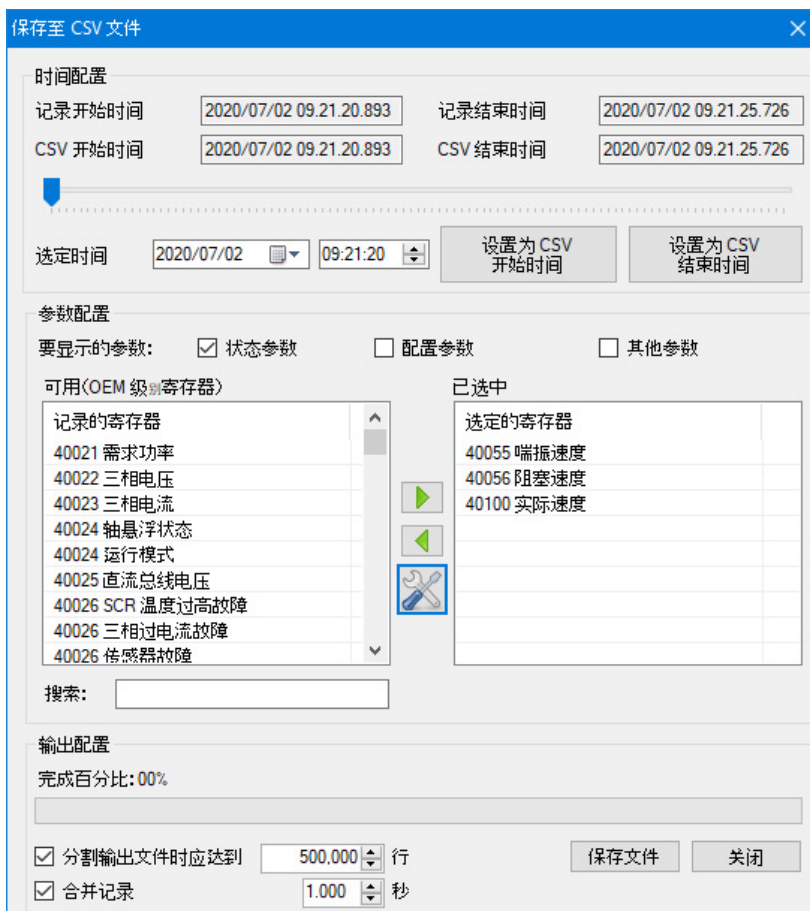 保存至 CSV 文件
时间配置
记录开始时间 2020/07/02 09.21.20.893 记录结束时间 2020/07/02 09.21.25.726
CSV 开始时间 2020/07/02 09.21.20.893 CSV 结束时间 2020/07/02 09.21.25.726
选定时间 2020/07/02 09:21:20 设置为 CSV 开始时间 设置为 CSV 结束时间
参数配置
要显示的参数: 状态参数 配置参数 其他参数
可用(OEM 级别寄存器) 已选中
记录的寄存器
40021 需求功率
40022 三相电压
40023 三相电流
40024 轴悬浮状态
40024 运行模式
40025 直流总线电压
40026 SCR 温度过高故障
40026 三相过电流故障
40026 传感器故障
选定的寄存器
40055 喘振速度
40056 阻塞速度
40100 实际速度
搜索:
输出配置
完成百分比: 00%
分割输出文件时应达到 500,000 行 保存文件 关闭
合并记录 1.000 秒